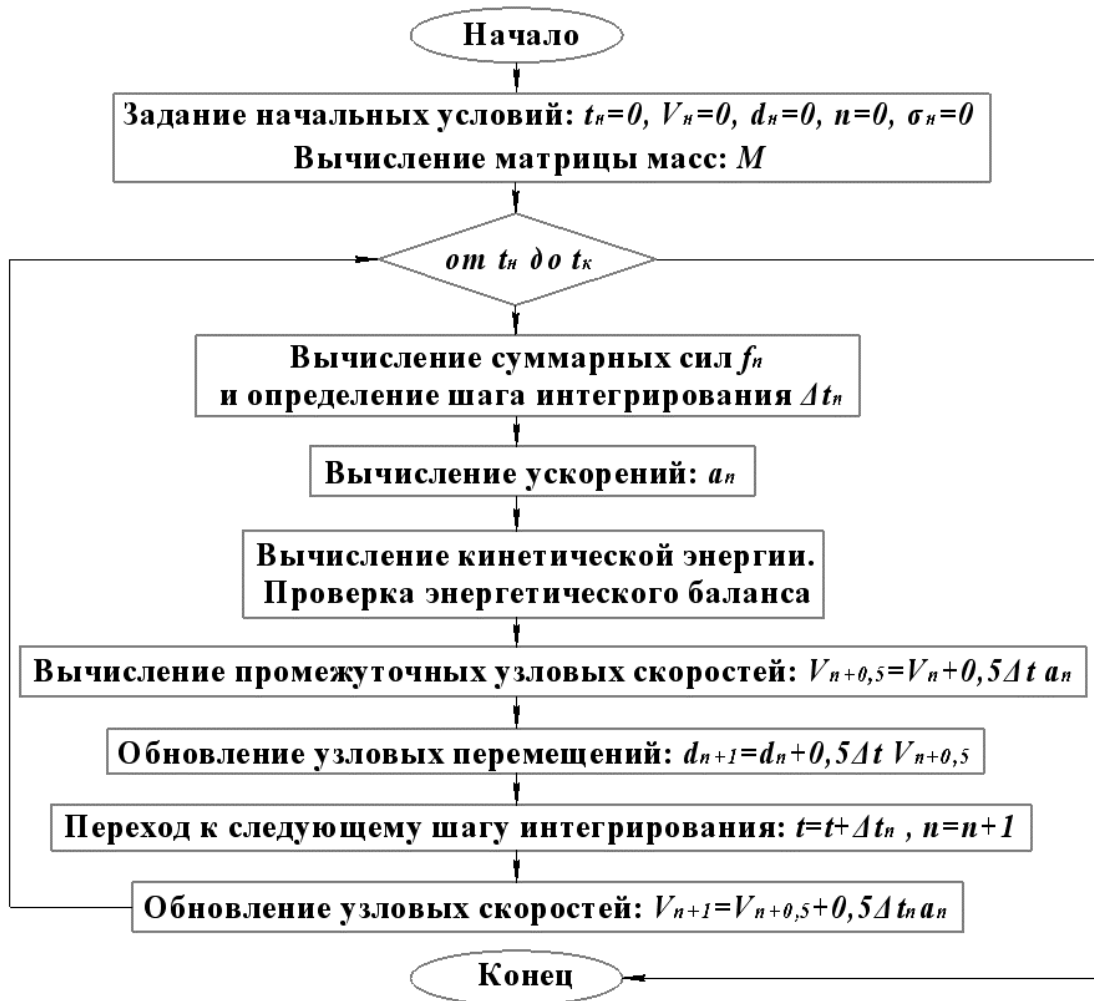 Начало
Задание начальных условий: tн=0, Vн=0, dн=0, n=0, σн=0
Вычисление матрицы масс: M
от tн до tк
Вычисление суммарных сил fn
и определение шага интегрирования Δtn
Вычисление ускорений: an
Вычисление кинетической энергии.
Проверка энергетического баланса
Вычисление промежуточных узловых скоростей: Vn+0,5=Vn+0,5Δt an
Обновление узловых перемещений: dn+1=dn+0,5Δt Vn+0,5
Переход к следующему шагу интегрирования: t=t+Δtn , n=n+1
Обновление узловых скоростей: Vn+1=Vn+0,5+0,5Δtnan
Конец